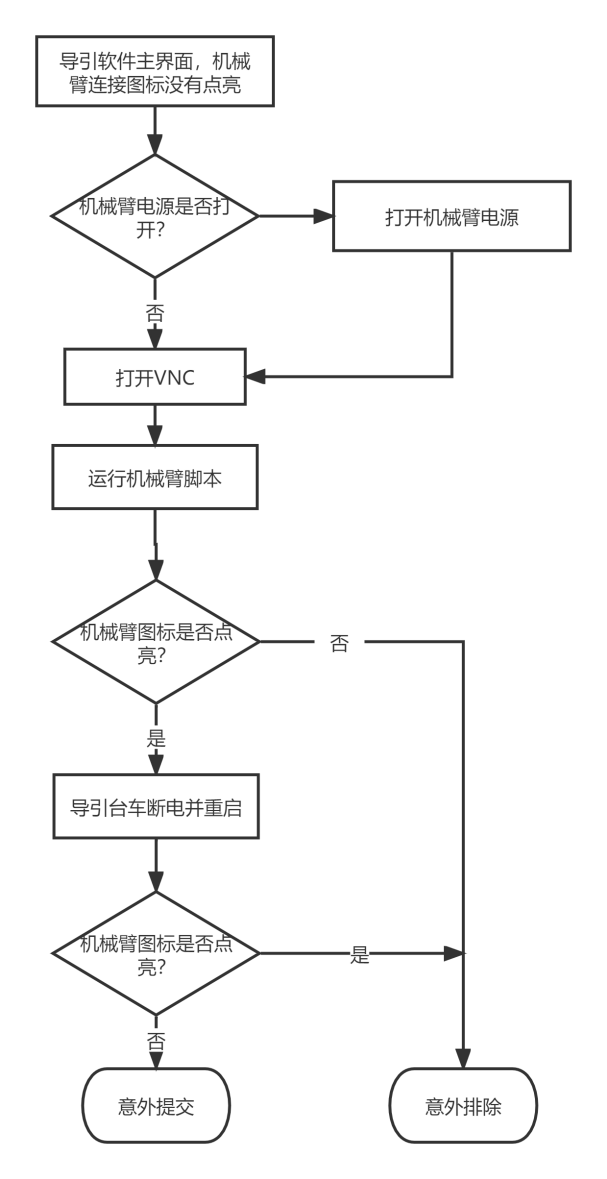 导引软件主界面，机械
臂连接图标没有点亮
机械臂电源是否打
开？
打开机械臂电源
否
打开VNC
运行机械臂脚本
机械臂图标是否点
亮？
否
是
导引台车断电并重启
机械臂图标是否点
亮？
是
否
意外提交
意外排除